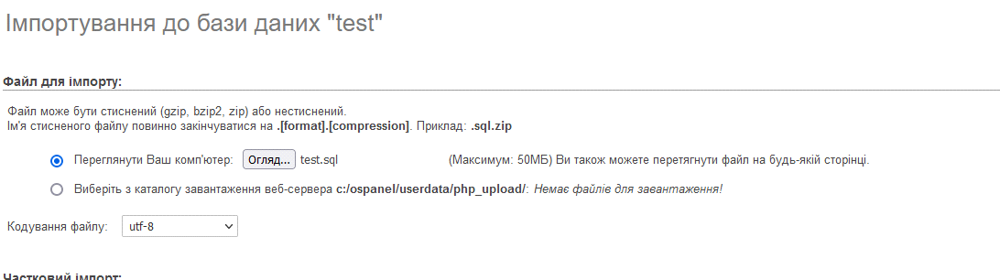 Імпортування до бази даних "test"
Файл для імпорту:
Файл може бути стиснений (gzip, bzip2, zip) або нестиснений.
Ім'я стисненого файлу повинно закінчуватися на .[format].[compression]. Приклад: .sql.zip
Переглянути Ваш комп'ютер: Огляд... test.sql (Максимум: 50МБ) Ви також можете перетягнути файл на будь-якій сторінці.
Виберіть з каталогу завантаження веб-сервера c:/ospanel/userdata/php_upload/: Немає файлів для завантаження!
Кодування файлу: utf-8
Частковий імпорт: